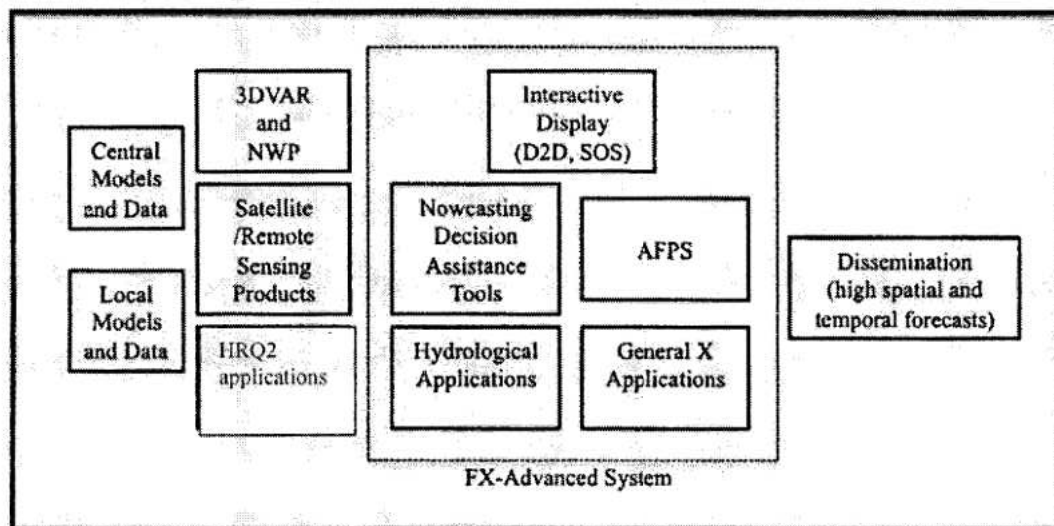 Central
Models
and Data
Local
Models
and Data
3DVAR
and
NWP
Satellite
/Remote
Sensing
Products
HRQ2
applications
Interactive
Display
(D2D, SOS)
Nowcasting
Decision
Assistance
Tools
AFPS
Hydrological
Applications
General X
Applications
FX-Advanced System
Dissemination
(high spatial and
temporal forecasts)